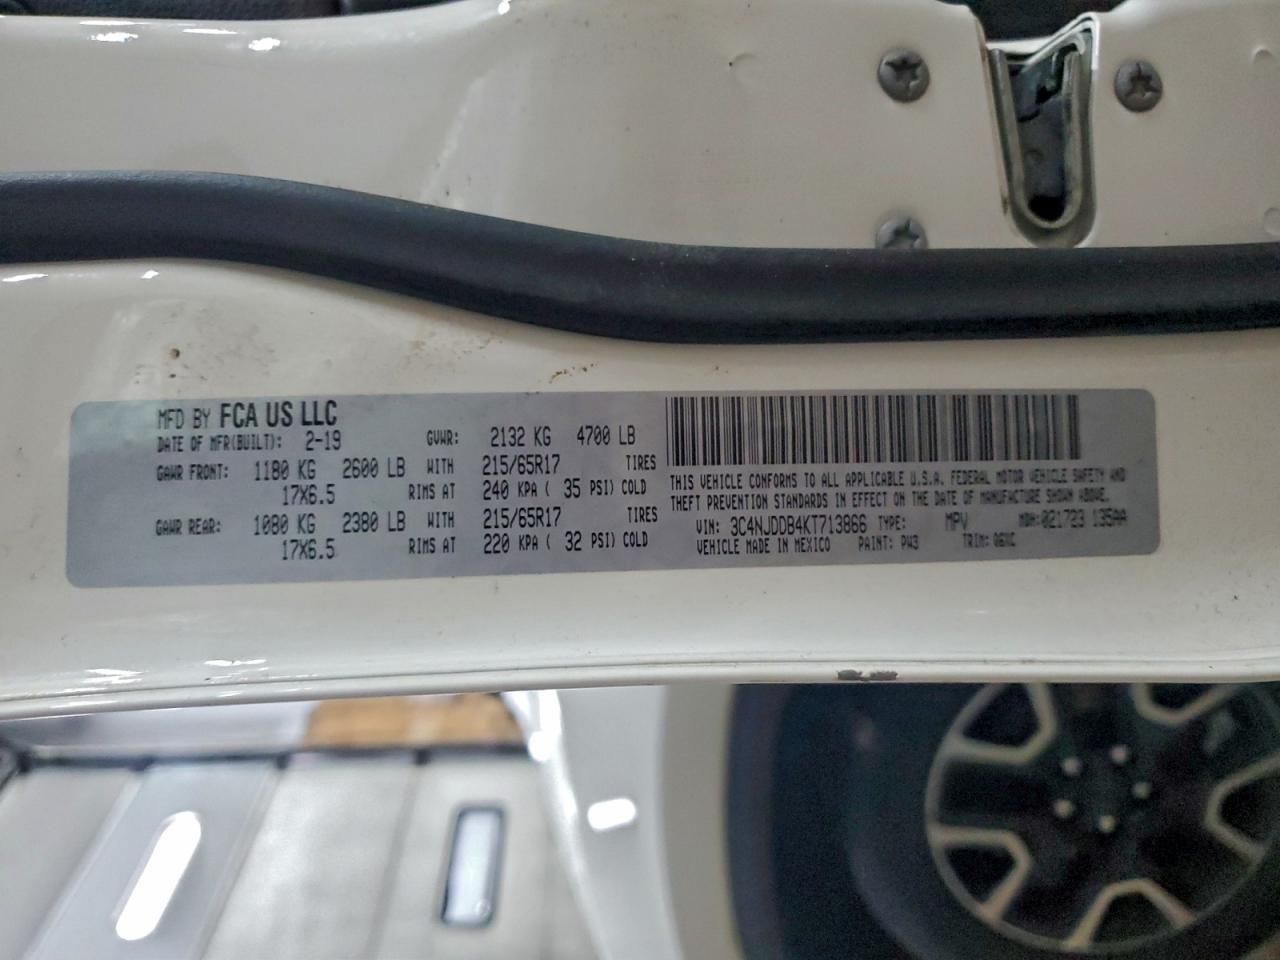 MFD BY FCA US LLC
DATE OF MFR(BUILT): 2-19 GVWR: 2132 KG 4700 LB
GAWR FRONT: 1180 KG 2600 LB WITH 215/65R17 TIRES
17X6.5 RIMS AT 240 KPA ( 35 PSI) COLD
GAWR REAR: 1080 KG 2380 LB WITH 215/65R17 TIRES
17X6.5 RIMS AT 220 KPA ( 32 PSI) COLD
THIS VEHICLE CONFORMS TO ALL APPLICABLE U.S.A. FEDERAL MOTOR VEHICLE SAFETY AND
THEFT PREVENTION STANDARDS IN EFFECT ON THE DATE OF MANUFACTURE SHOWN ABOVE.
VIN: 3C4NJDDB4KT713866 TYPE: MPV MDH: 021723 135AA
VEHICLE MADE IN MEXICO PAINT: PW3 TRIM: